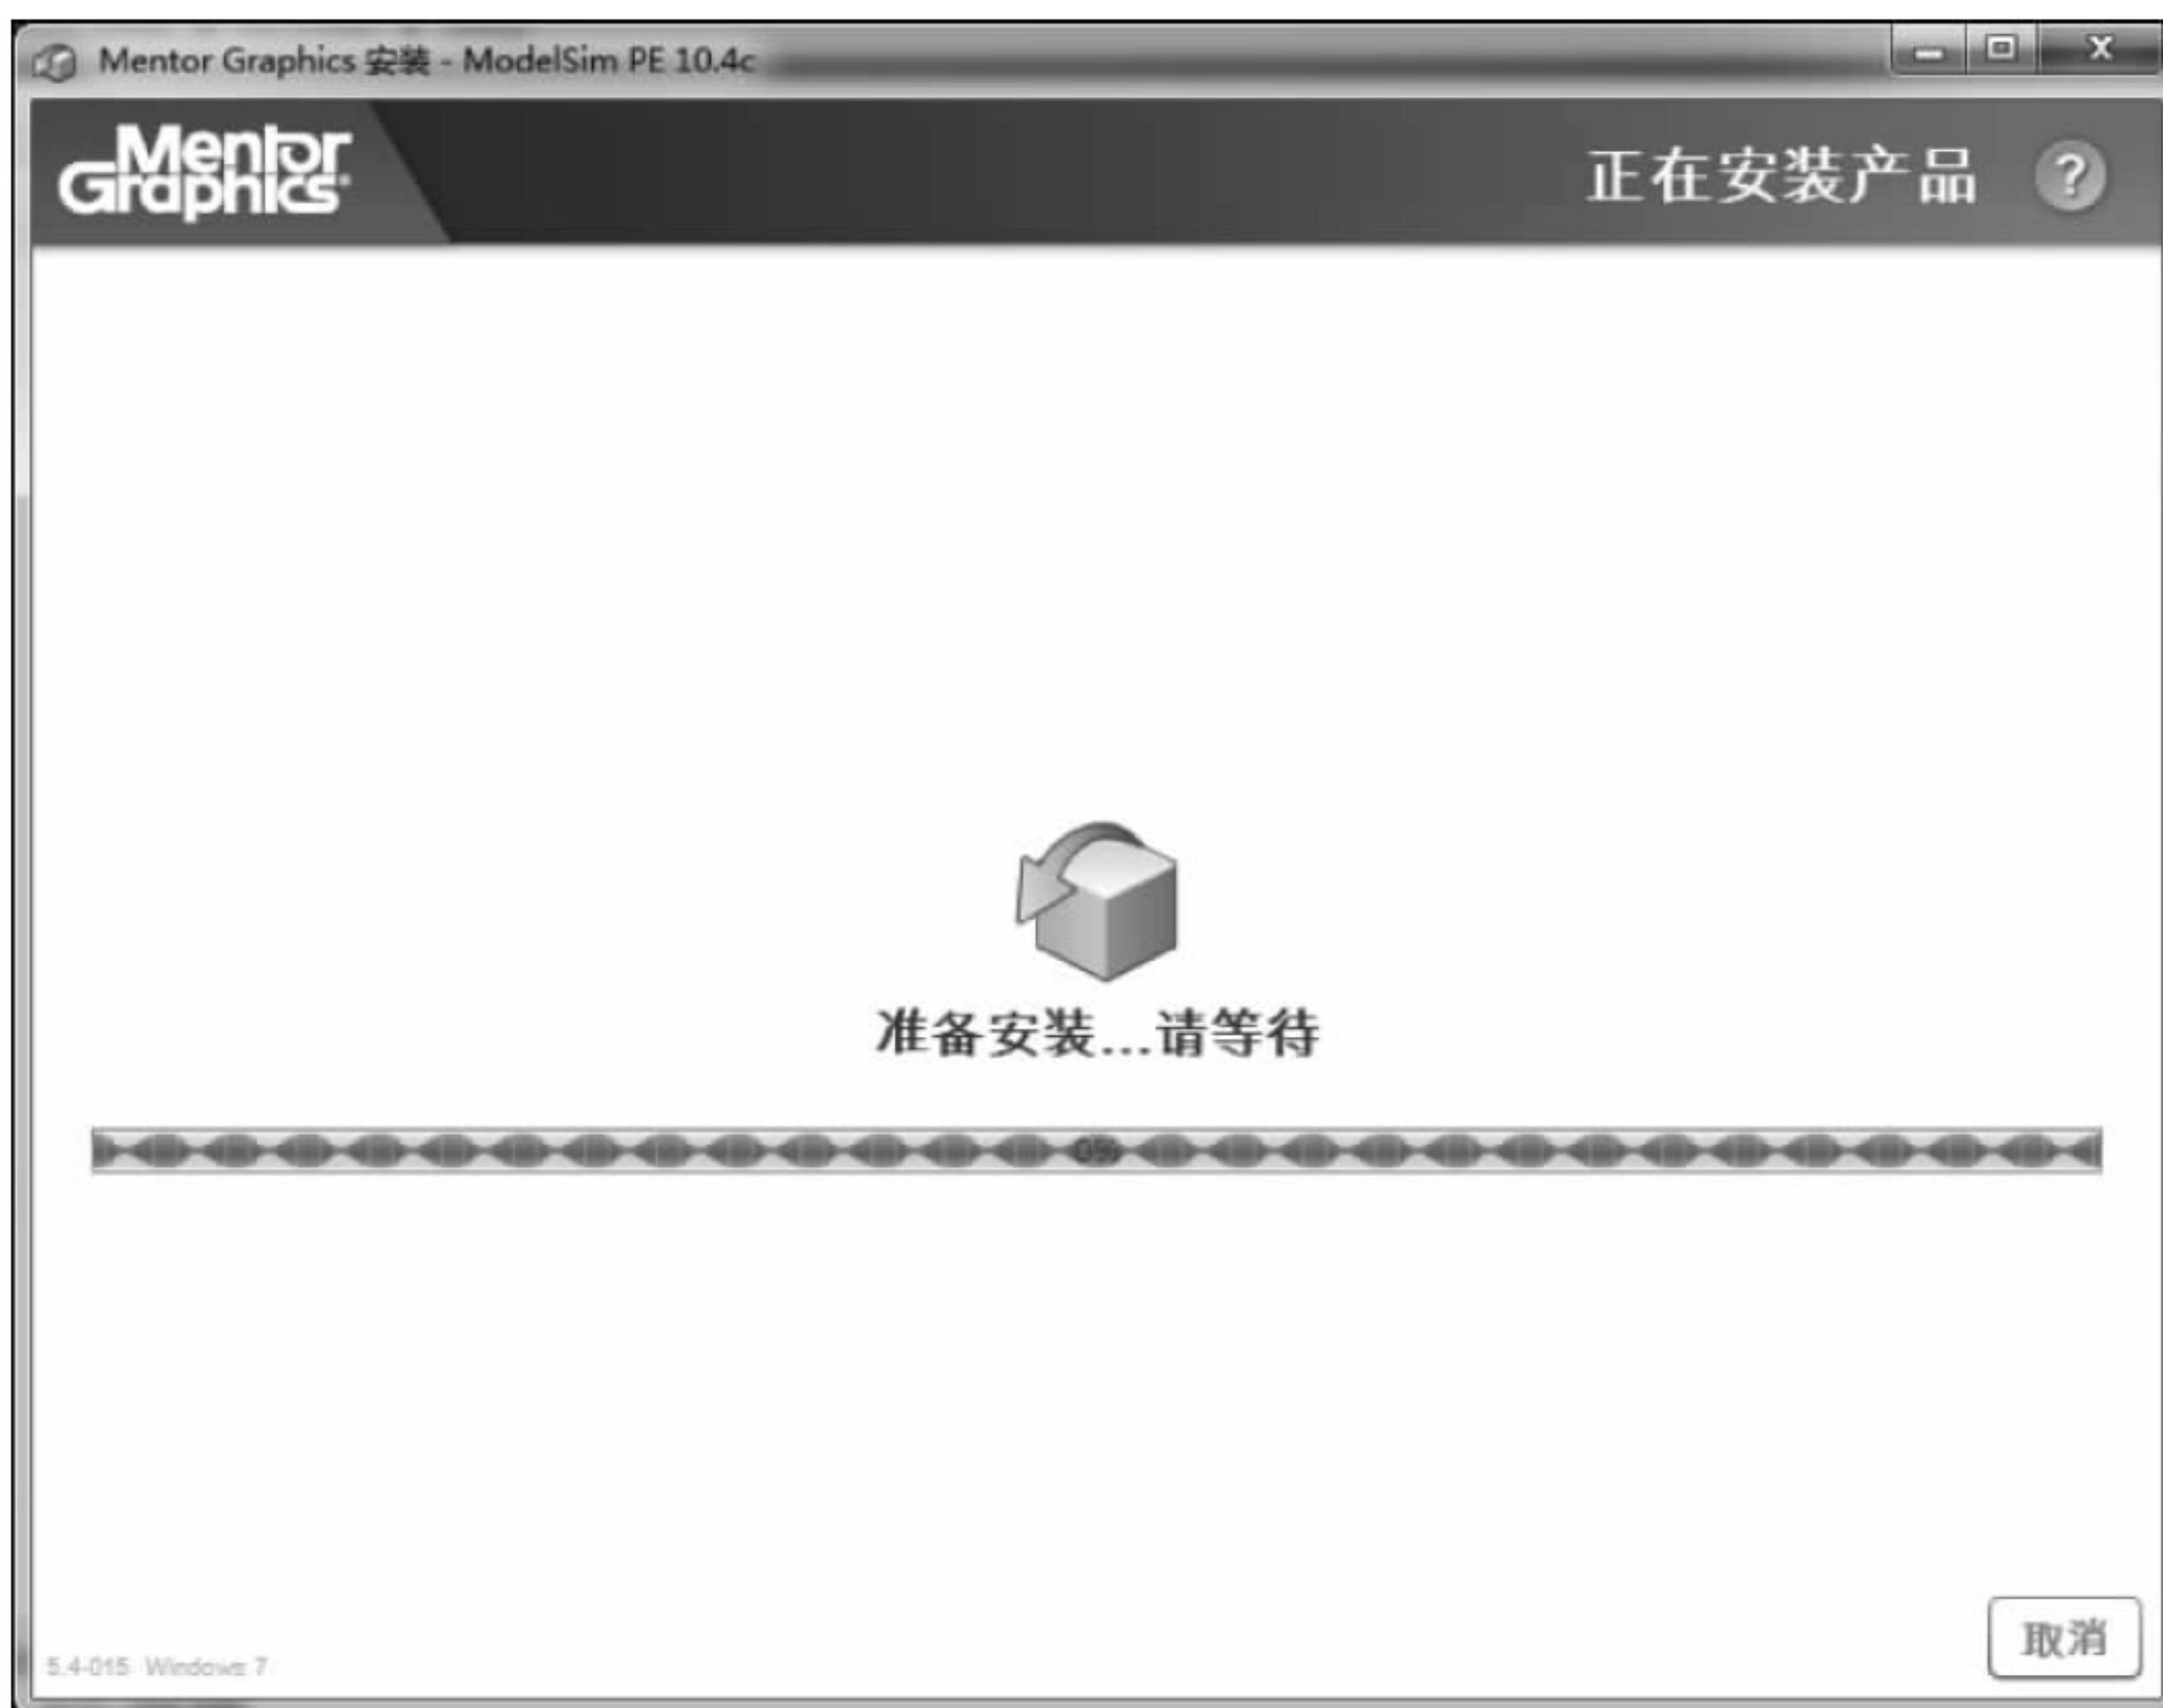 Mentor Graphics 安装 - ModelSim PE 10.4c
Mentor
Graphics®
正在安装产品 ?
准备安装...请等待
0%
取消
5.4-015 Windows 7